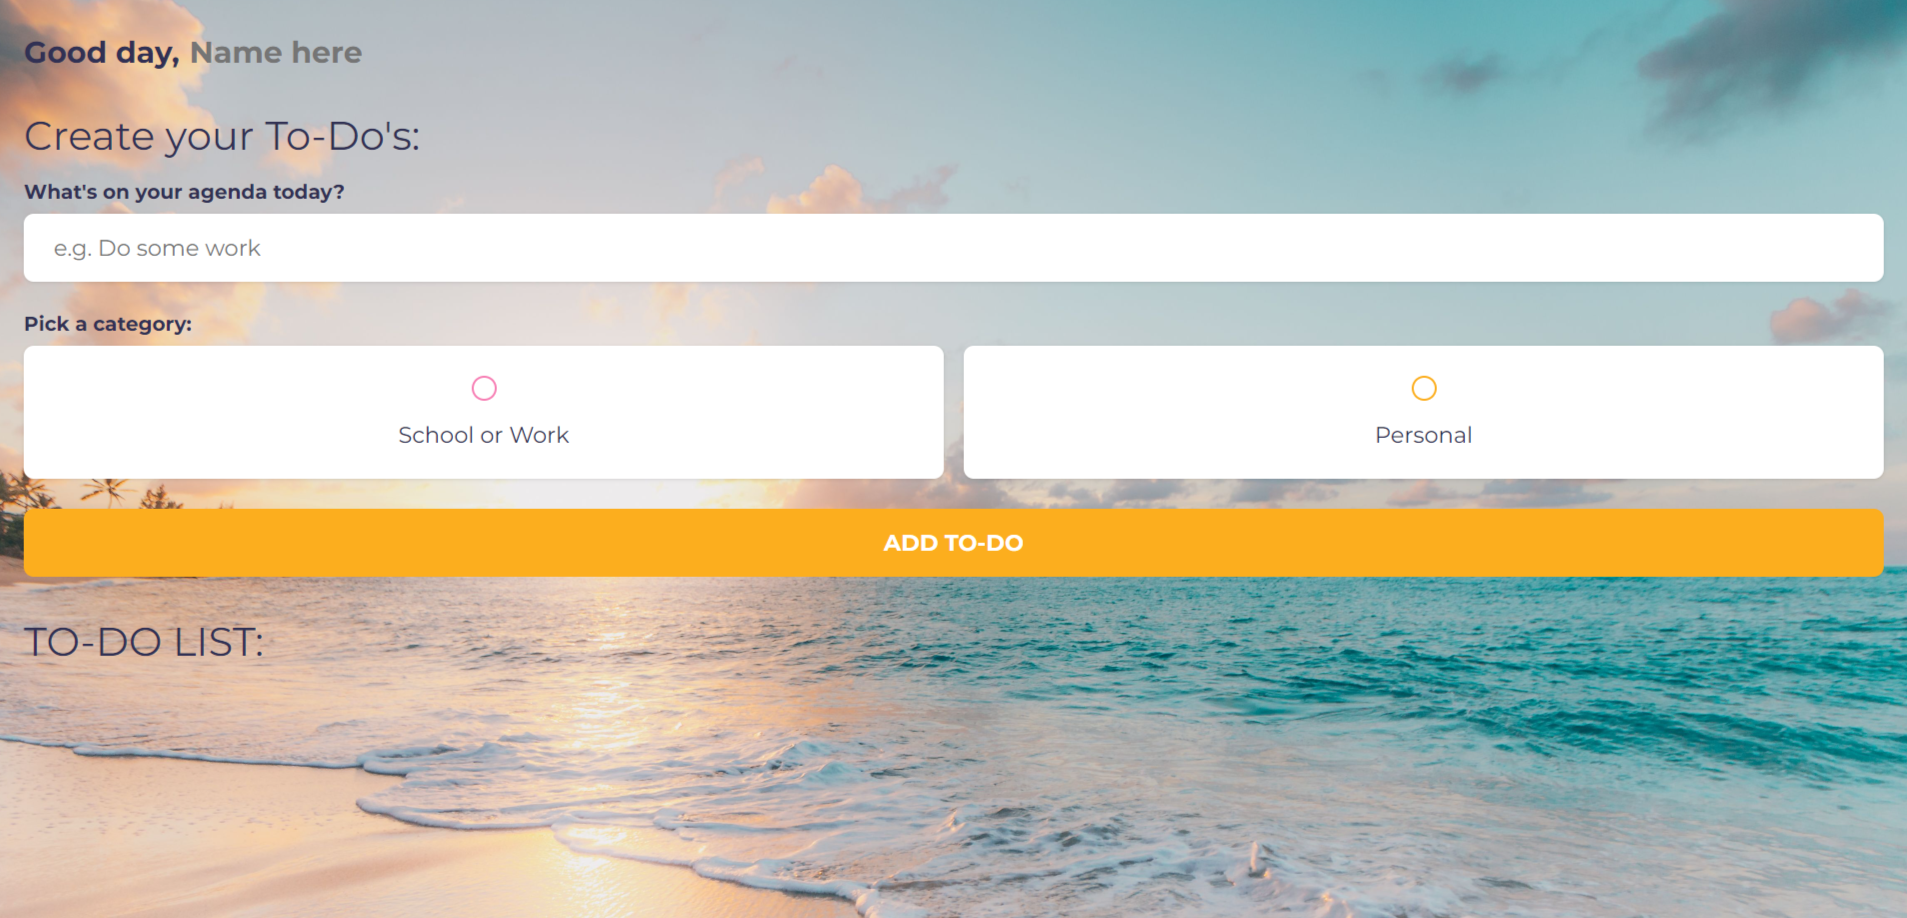 Good day, Name here
Create your To-Do's:
What's on your agenda today?
e.g. Do some work
Pick a category:
School or Work
Personal
ADD TO-DO
TO-DO LIST: